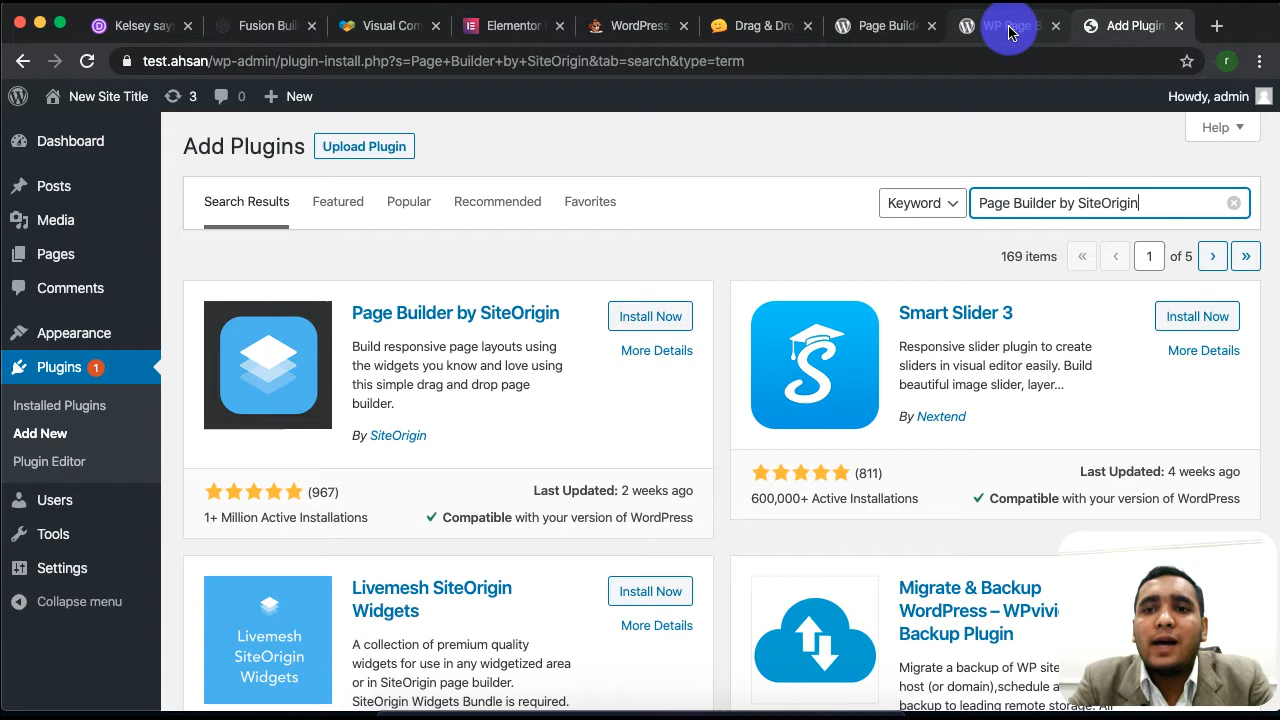 Kelsey say
Fusion Buil
Visual Com
Elementor
WordPress
Drag & Dro
Page Builde
WP Page B
Add Plugin
test.ahsan/wp-admin/plugin-install.php?s=Page+Builder+by+SiteOrigin&tab=search&type=term
r
New Site Title
3
0
New
Howdy, admin
Help
Dashboard
Posts
Media
Pages
Comments
Appearance
Plugins 1
Installed Plugins
Add New
Plugin Editor
Users
Tools
Settings
Collapse menu
Add Plugins
Upload Plugin
Search Results
Featured
Popular
Recommended
Favorites
Keyword
Page Builder by SiteOrigin
169 items
«
‹
1
of 5
›
»
Page Builder by SiteOrigin
Install Now
More Details
Build responsive page layouts using
the widgets you know and love using
this simple drag and drop page
builder.
By SiteOrigin
(967)
Last Updated: 2 weeks ago
1+ Million Active Installations
Compatible with your version of WordPress
S
Smart Slider 3
Install Now
More Details
Responsive slider plugin to create
sliders in visual editor easily. Build
beautiful image slider, layer...
By Nextend
(811)
Last Updated: 4 weeks ago
600,000+ Active Installations
Compatible with your version of WordPress
Livemesh
SiteOrigin
Widgets
Livemesh SiteOrigin
Widgets
Install Now
More Details
A collection of premium quality
widgets for use in any widgetized area
or in SiteOrigin page builder.
SiteOrigin Widgets Bundle is required.
Migrate & Backup
WordPress – WPvivi
Backup Plugin
Migrate a backup of WP site
host (or domain),schedule a
backup to leading remote storage. All